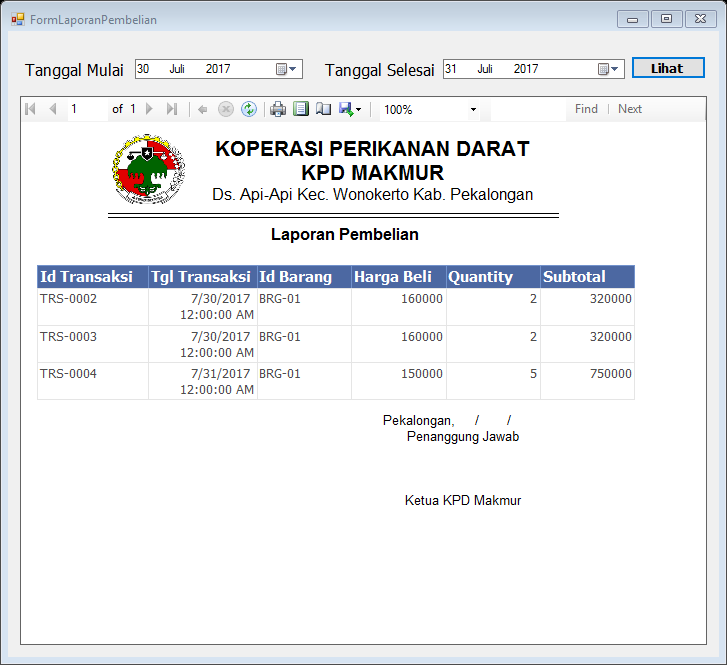 FormLaporanPembelian
Tanggal Mulai 30 Juli 2017 Tanggal Selesai 31 Juli 2017 Lihat
1 of 1 100% Find | Next
KOPERASI PERIKANAN DARAT
KPD MAKMUR
Ds. Api-Api Kec. Wonokerto Kab. Pekalongan
Laporan Pembelian
Id Transaksi Tgl Transaksi Id Barang Harga Beli Quantity Subtotal
TRS-0002 7/30/2017 BRG-01 160000 2 320000
12:00:00 AM
TRS-0003 7/30/2017 BRG-01 160000 2 320000
12:00:00 AM
TRS-0004 7/31/2017 BRG-01 150000 5 750000
12:00:00 AM
Pekalongan, / /
Penanggung Jawab
Ketua KPD Makmur